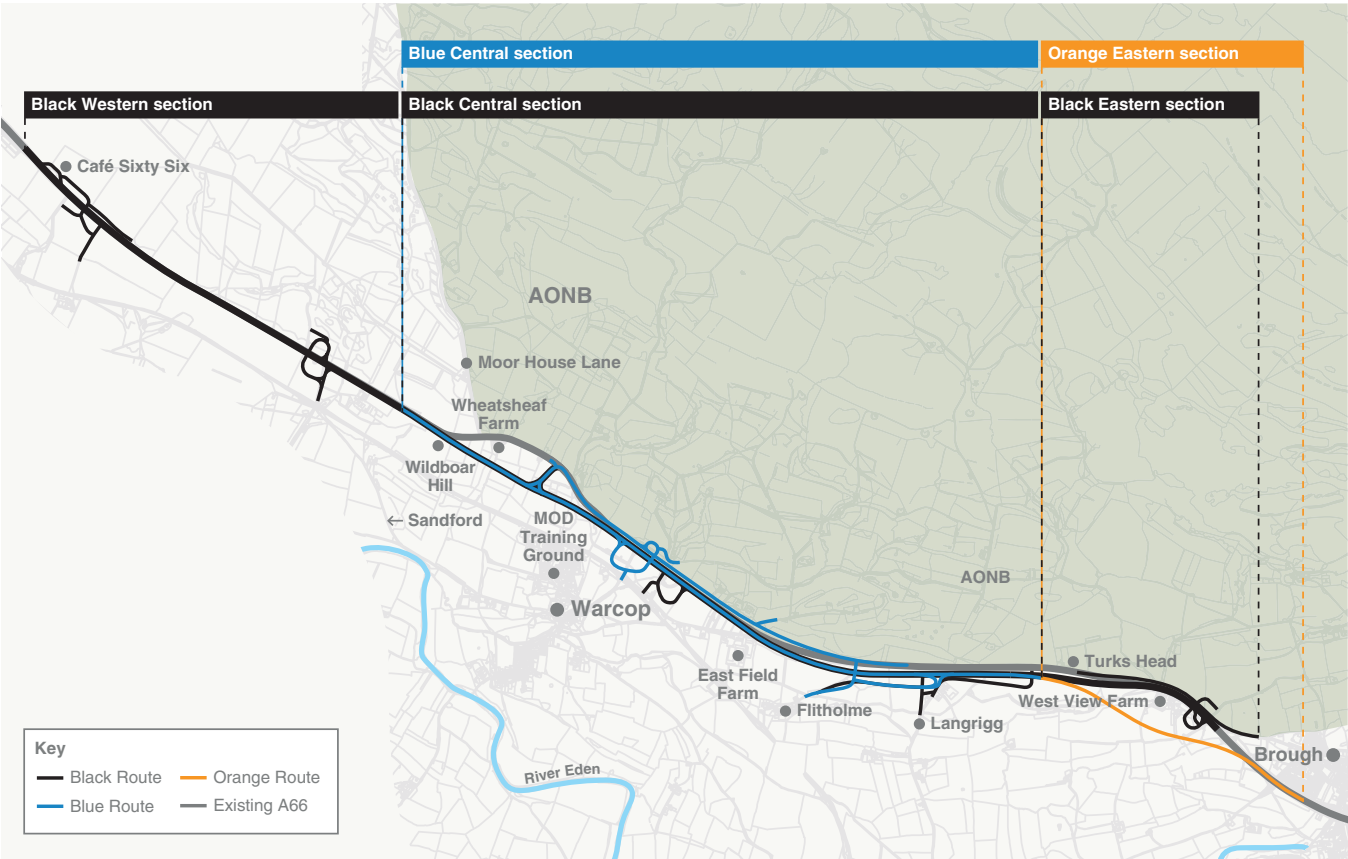 Blue Central section
Orange Eastern section
Black Western section
Black Central section
Black Eastern section
Café Sixty Six
AONB
Moor House Lane
Wheatsheaf
Farm
Wildboar
Hill
← Sandford
MOD
Training
Ground
Warcop
AONB
East Field
Farm
Flitholme
Langrigg
Turks Head
West View Farm
Brough
River Eden
Key
Black Route
Orange Route
Blue Route
Existing A66